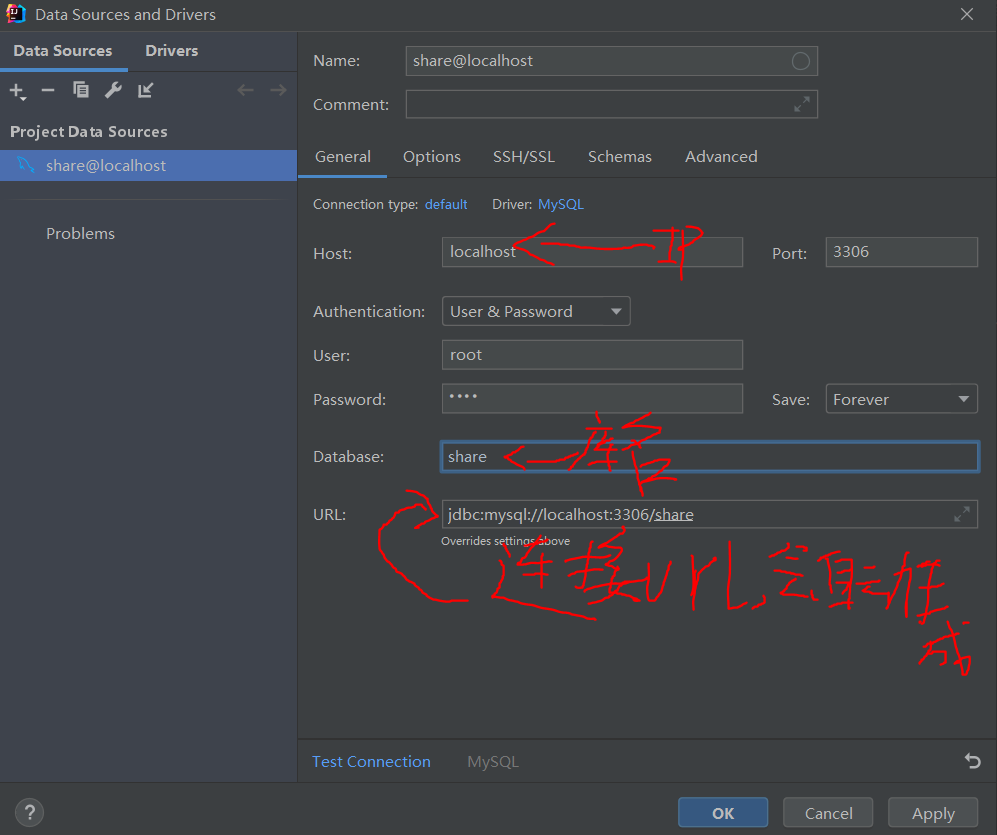 Data Sources and Drivers
Data Sources Drivers
Project Data Sources
share@localhost
Problems
Name: share@localhost
Comment:
General Options SSH/SSL Schemas Advanced
Connection type: default Driver: MySQL
Host: localhost IP Port: 3306
Authentication: User & Password
User: root
Password: •••• Save: Forever
Database: share 库名
URL: jdbc:mysql://localhost:3306/share
Overrides settings above
连接url,会自动生
成
Test Connection MySQL
? OK Cancel Apply